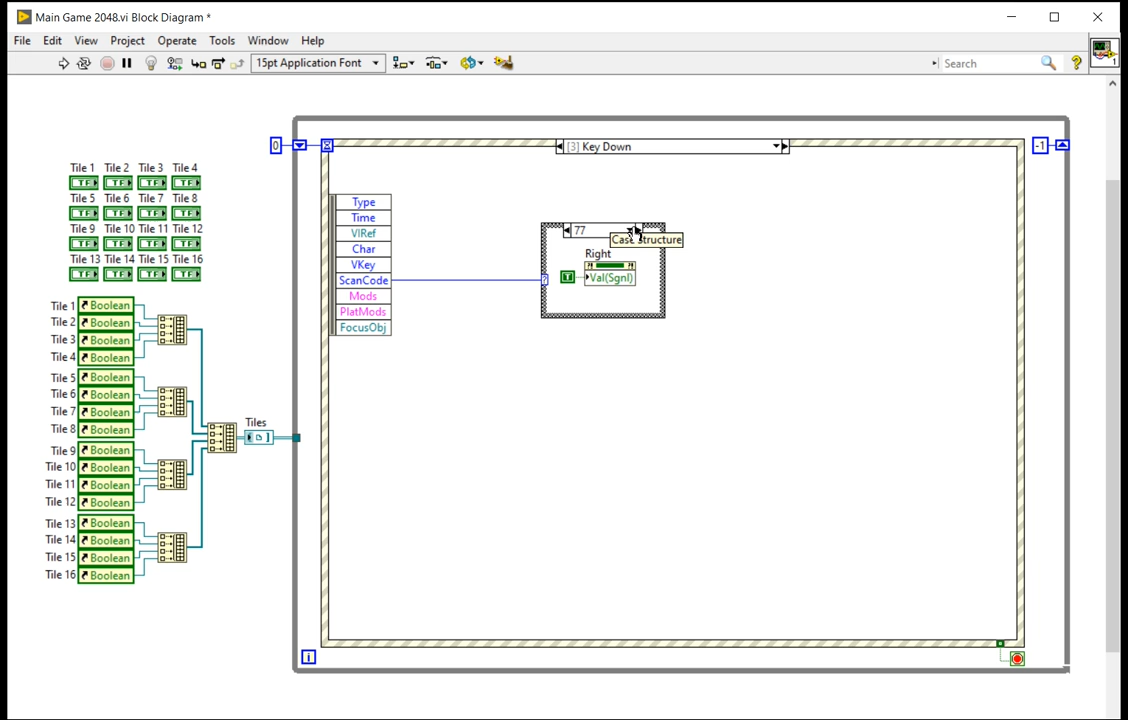 Main Game 2048.vi Block Diagram *
File Edit View Project Operate Tools Window Help
15pt Application Font
Search
?
1
0
[3] Key Down
-1
Tile 1 Tile 2 Tile 3 Tile 4
TF TF TF TF
Tile 5 Tile 6 Tile 7 Tile 8
TF TF TF TF
Tile 9 Tile 10 Tile 11 Tile 12
TF TF TF TF
Tile 13 Tile 14 Tile 15 Tile 16
TF TF TF TF
Type
Time
VIRef
Char
VKey
ScanCode
Mods
PlatMods
FocusObj
77
Case Structure
Right
?! ?!
T
Val(Sgnl)
?
Tile 1 Boolean
Tile 2 Boolean
Tile 3 Boolean
Tile 4 Boolean
Tile 5 Boolean
Tile 6 Boolean
Tile 7 Boolean
Tile 8 Boolean
Tiles
Tile 9 Boolean
Tile 10 Boolean
Tile 11 Boolean
Tile 12 Boolean
Tile 13 Boolean
Tile 14 Boolean
Tile 15 Boolean
Tile 16 Boolean
i